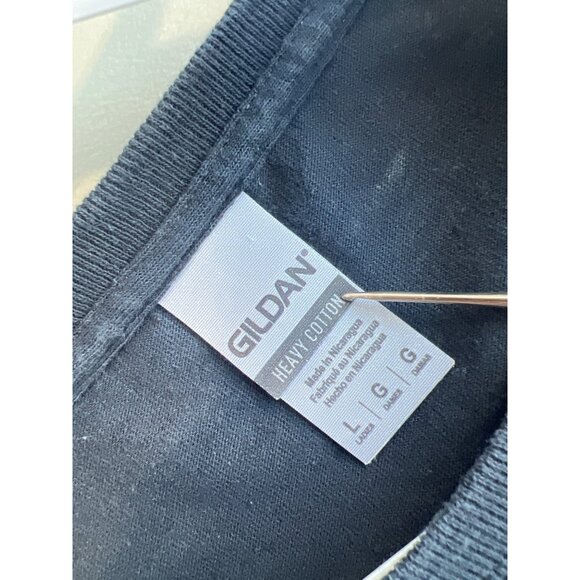 GILDAN®
HEAVY COTTON
Made in Nicaragua
Fabriqué au Nicaragua
Hecho en Nicaragua
L | G | G
LADIES DAMES DAMAS